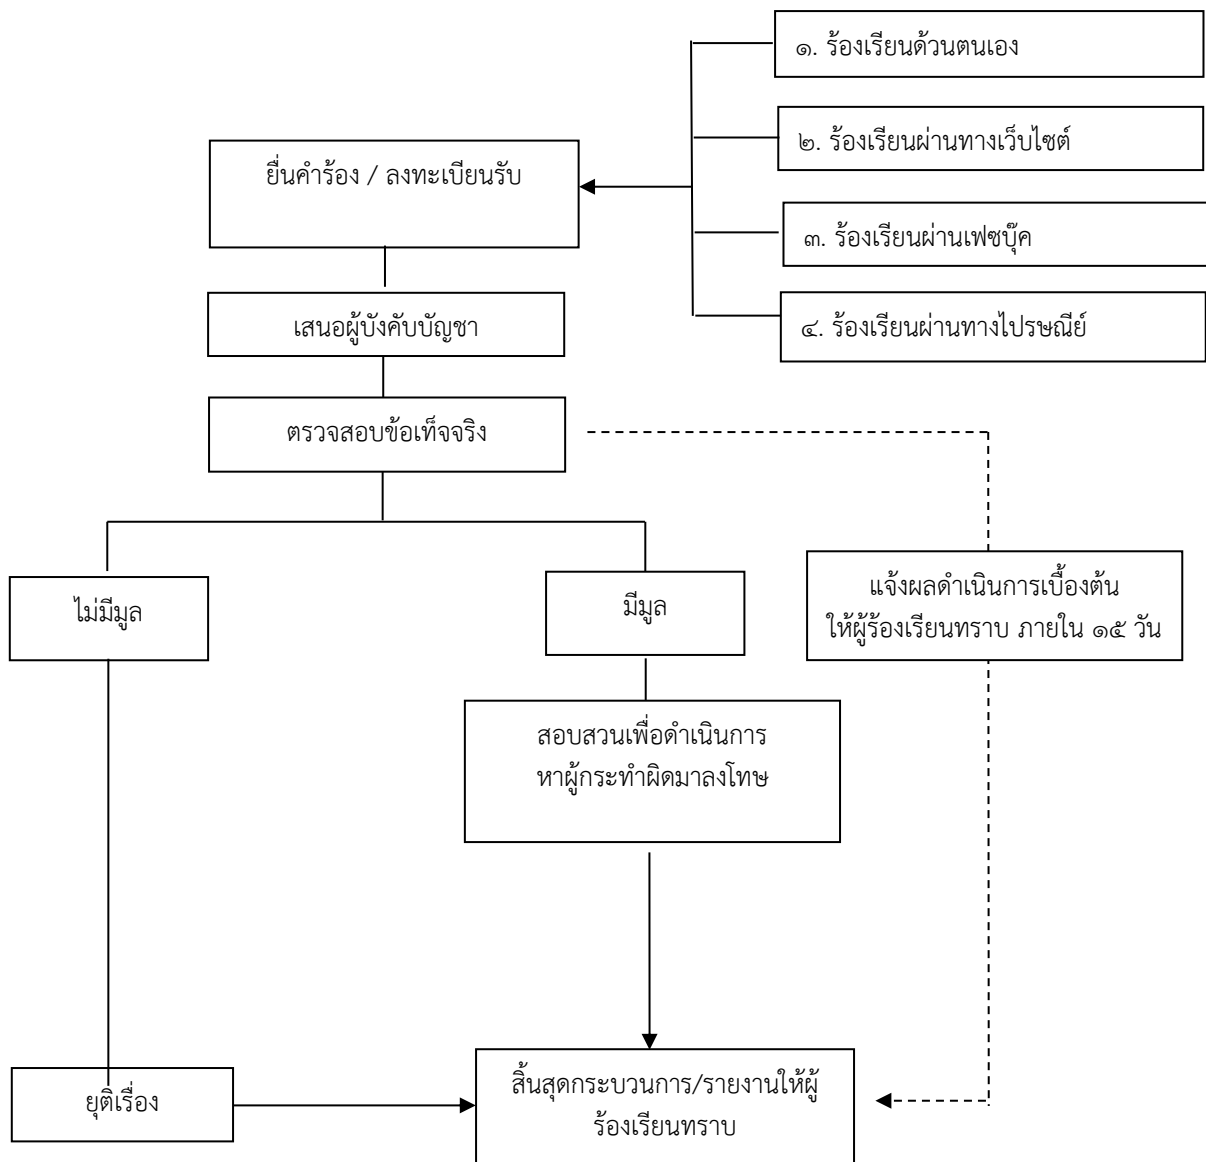 ๑. ร้องเรียนด้วนตนเอง
๒. ร้องเรียนผ่านทางเว็บไซต์
ยื่นคำร้อง / ลงทะเบียนรับ
๓. ร้องเรียนผ่านเฟซบุ๊ค
เสนอผู้บังคับบัญชา
๔. ร้องเรียนผ่านทางไปรษณีย์
ตรวจสอบข้อเท็จจริง
ไม่มีมูล
มีมูล
แจ้งผลดำเนินการเบื้องต้น
ให้ผู้ร้องเรียนทราบ ภายใน ๑๕ วัน
สอบสวนเพื่อดำเนินการ
หาผู้กระทำผิดมาลงโทษ
ยุติเรื่อง
สิ้นสุดกระบวนการ/รายงานให้ผู้
ร้องเรียนทราบ